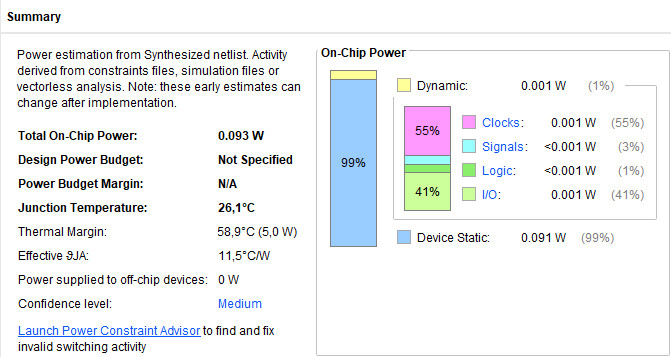 Summary
Power estimation from Synthesized netlist. Activity
derived from constraints files, simulation files or
vectorless analysis. Note: these early estimates can
change after implementation.
Total On-Chip Power: 0.093 W
Design Power Budget: Not Specified
Power Budget Margin: N/A
Junction Temperature: 26,1°C
Thermal Margin: 58,9°C (5,0 W)
Effective ϑJA: 11,5°C/W
Power supplied to off-chip devices: 0 W
Confidence level: Medium
Launch Power Constraint Advisor to find and fix
invalid switching activity
On-Chip Power
Dynamic: 0.001 W (1%)
55%
Clocks: 0.001 W (55%)
Signals: <0.001 W (3%)
99%
Logic: <0.001 W (1%)
41%
I/O: 0.001 W (41%)
Device Static: 0.091 W (99%)